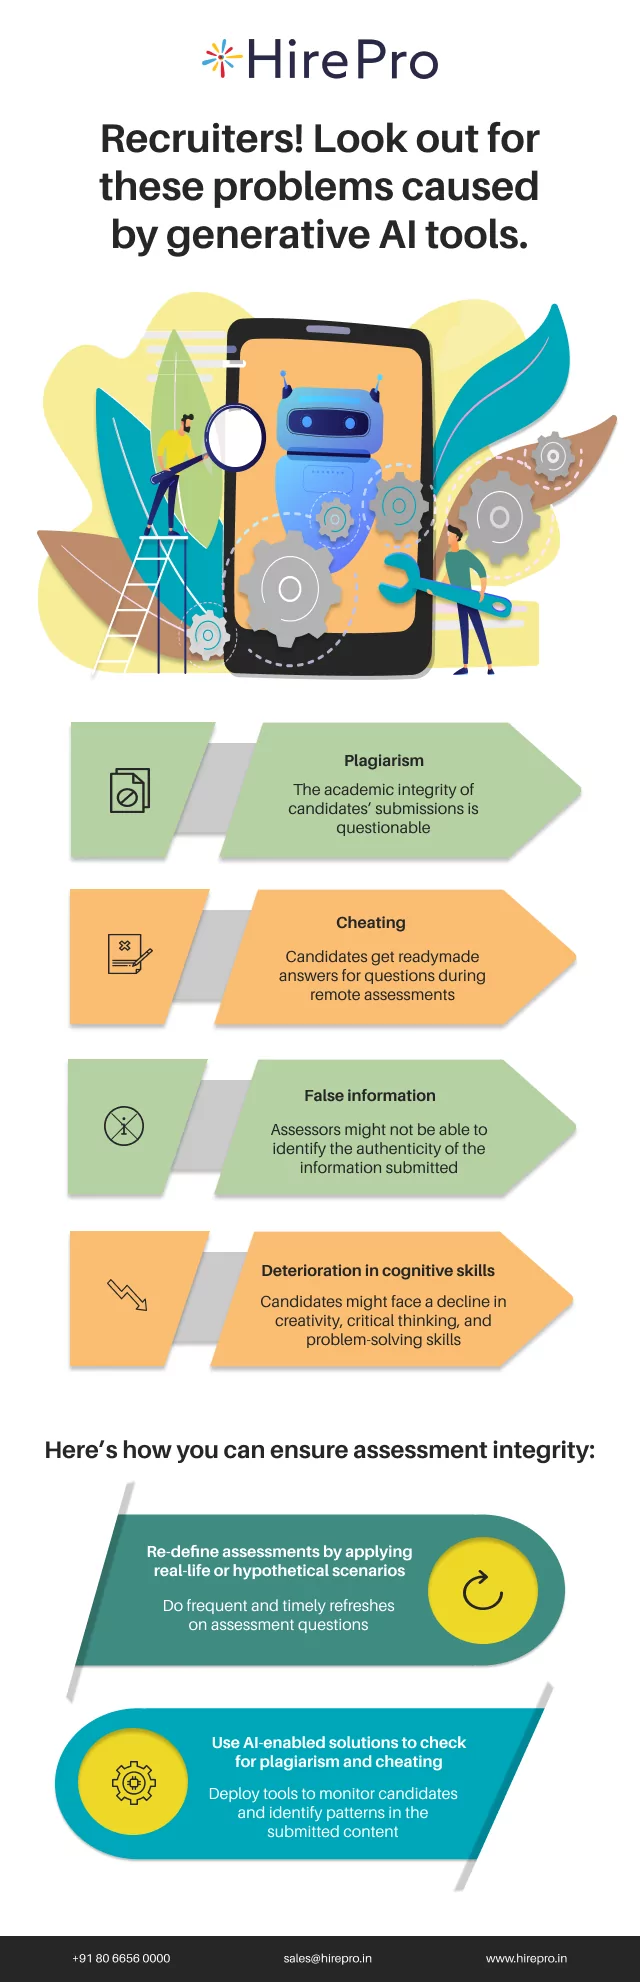 HirePro
Recruiters! Look out for
these problems caused
by generative AI tools.
Plagiarism
The academic integrity of
candidates’ submissions is
questionable
Cheating
Candidates get readymade
answers for questions during
remote assessments
False information
Assessors might not be able to
identify the authenticity of the
information submitted
Deterioration in cognitive skills
Candidates might face a decline in
creativity, critical thinking, and
problem-solving skills
Here’s how you can ensure assessment integrity:
Re-define assessments by applying
real-life or hypothetical scenarios
Do frequent and timely refreshes
on assessment questions
Use AI-enabled solutions to check
for plagiarism and cheating
Deploy tools to monitor candidates
and identify patterns in the
submitted content
+91 80 6656 0000 sales@hirepro.in www.hirepro.in